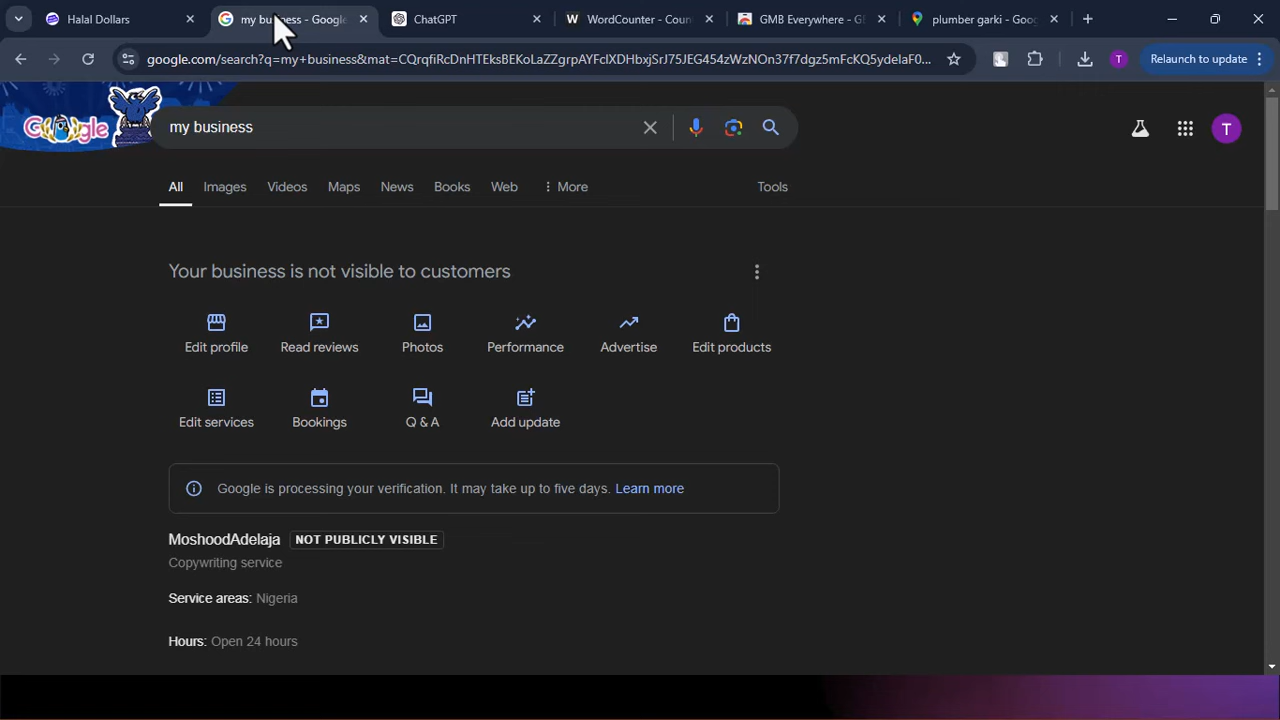 Halal Dollars
my business - Google
ChatGPT
WordCounter - Coun
GMB Everywhere - G
plumber garki - Goog
google.com/search?q=my+business&mat=CQrqfiRcDnHTEksBEKoLaZZgrpAYFclXDHbxjSrJ75JEG454zWzNOn37f7dgz5mFcKQ5ydelaF0...
T
Relaunch to update
Google
my business
T
All
Images
Videos
Maps
News
Books
Web
More
Tools
Your business is not visible to customers
Edit profile
Read reviews
Photos
Performance
Advertise
Edit products
Edit services
Bookings
Q & A
Add update
Google is processing your verification. It may take up to five days. Learn more
MoshoodAdelaja NOT PUBLICLY VISIBLE
Copywriting service
Service areas: Nigeria
Hours: Open 24 hours